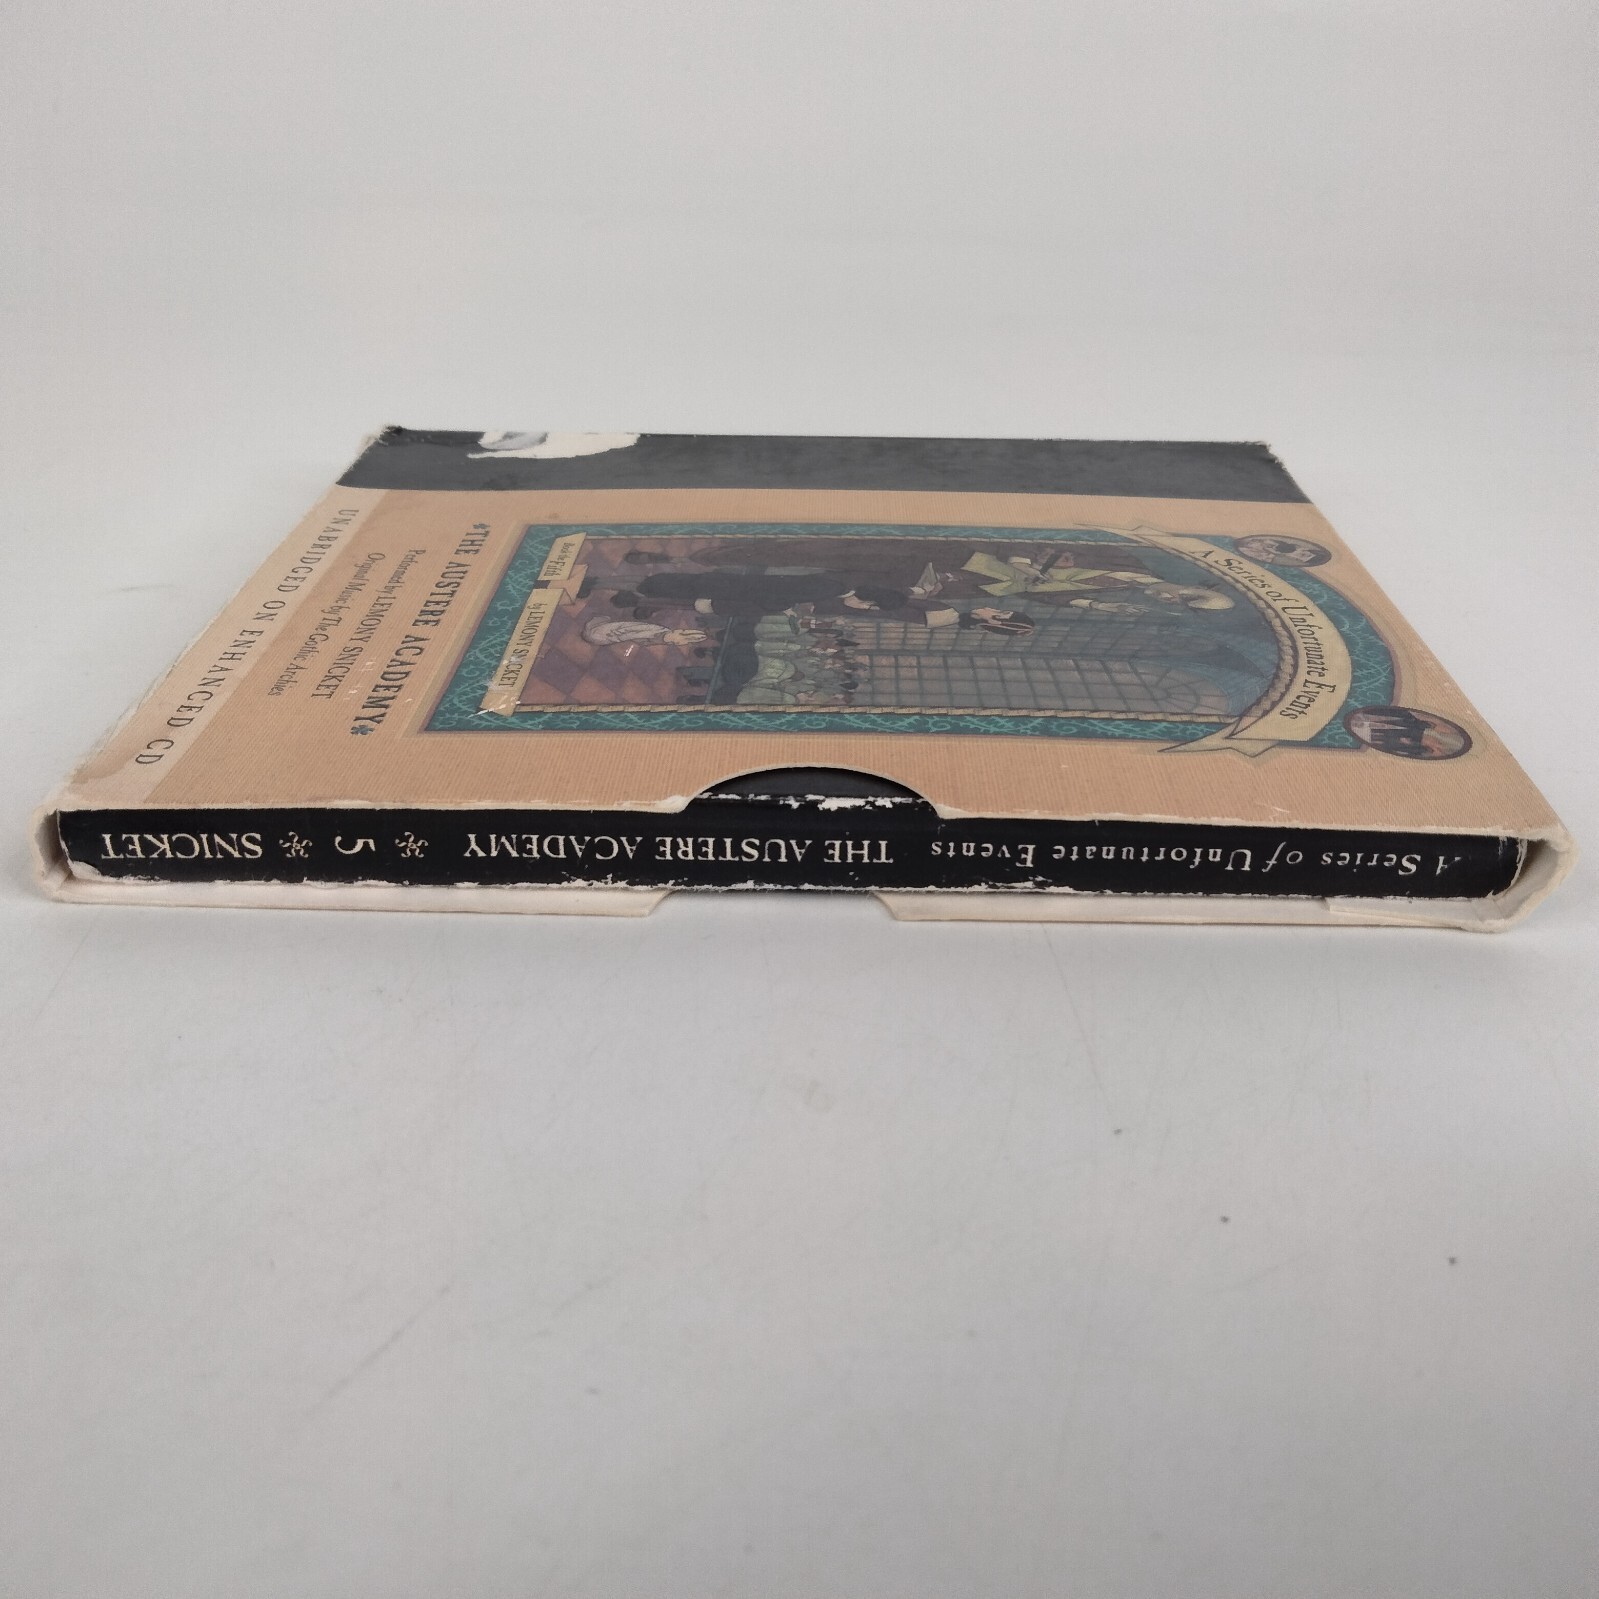 A Series of Unfortunate Events
Book the Fifth
by LEMONY SNICKET
THE AUSTERE ACADEMY
Performed by LEMONY SNICKET
Original Music by The Gothic Archies
UNABRIDGED ON ENHANCED CD
A Series of Unfortunate Events THE AUSTERE ACADEMY 5 SNICKET